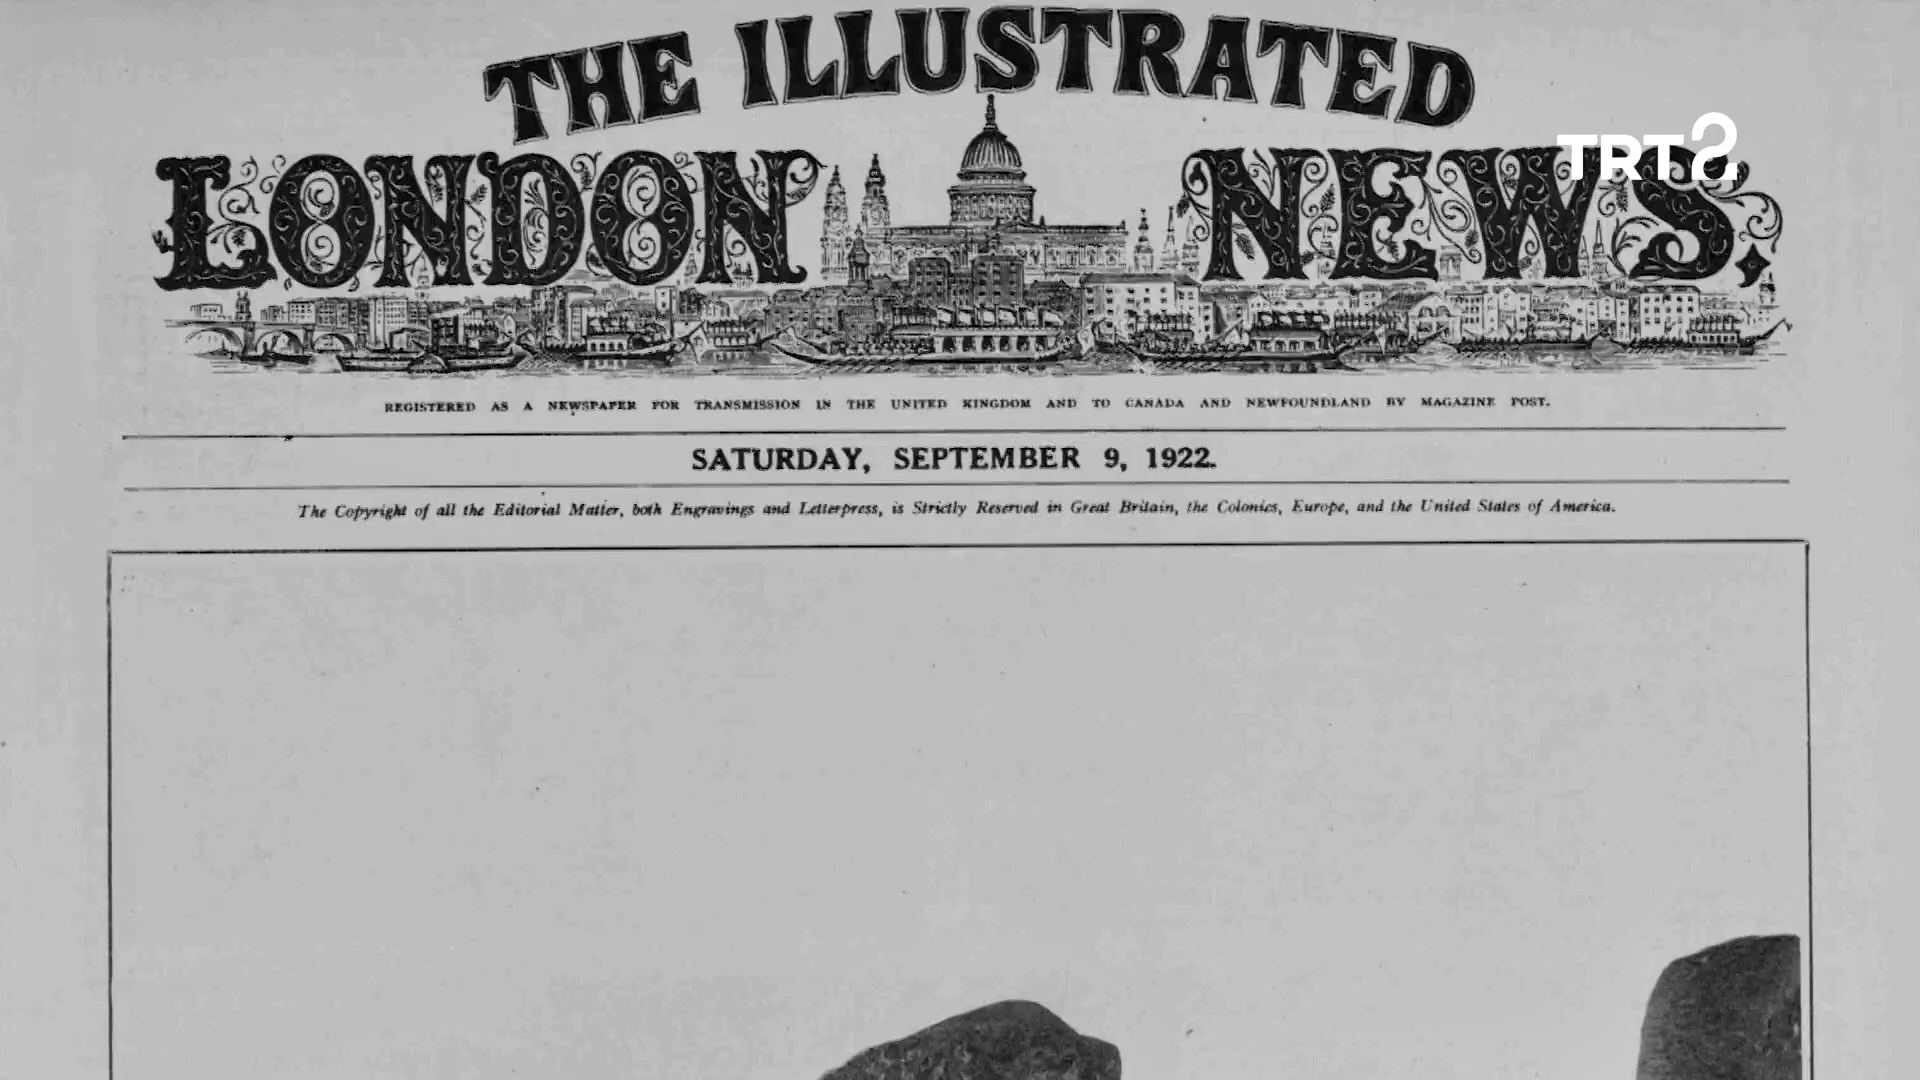 THE ILLUSTRATED
LONDON NEWS.
TRT2
REGISTERED AS A NEWSPAPER FOR TRANSMISSION IN THE UNITED KINGDOM AND TO CANADA AND NEWFOUNDLAND BY MAGAZINE POST.
SATURDAY, SEPTEMBER 9, 1922.
The Copyright of all the Editorial Matter, both Engravings and Letterpress, is Strictly Reserved in Great Britain, the Colonies, Europe, and the United States of America.